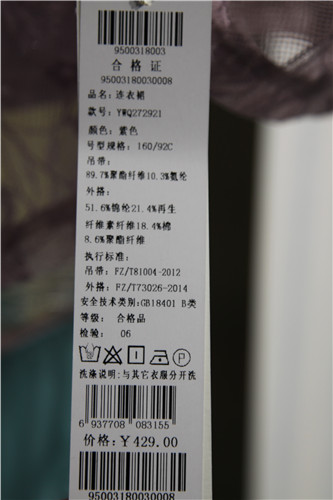 9500318003
合格证
95003180030008
品名：连衣裙
款号：YWQ272921
颜色：紫色
号型规格：160/92C
吊带：
89.7%聚酯纤维10.3%氨纶
外搭：
51.6%锦纶21.4%再生
纤维素纤维18.4%棉
8.6%聚酯纤维
执行标准：
吊带：FZ/T81004-2012
外搭：FZ/T73026-2014
安全技术类别:GB18401 B类
等级： 合格品
检验： 06
P
洗涤说明:与其它衣服分开洗
6 937708 083155
价格:￥429.00
95003180030008